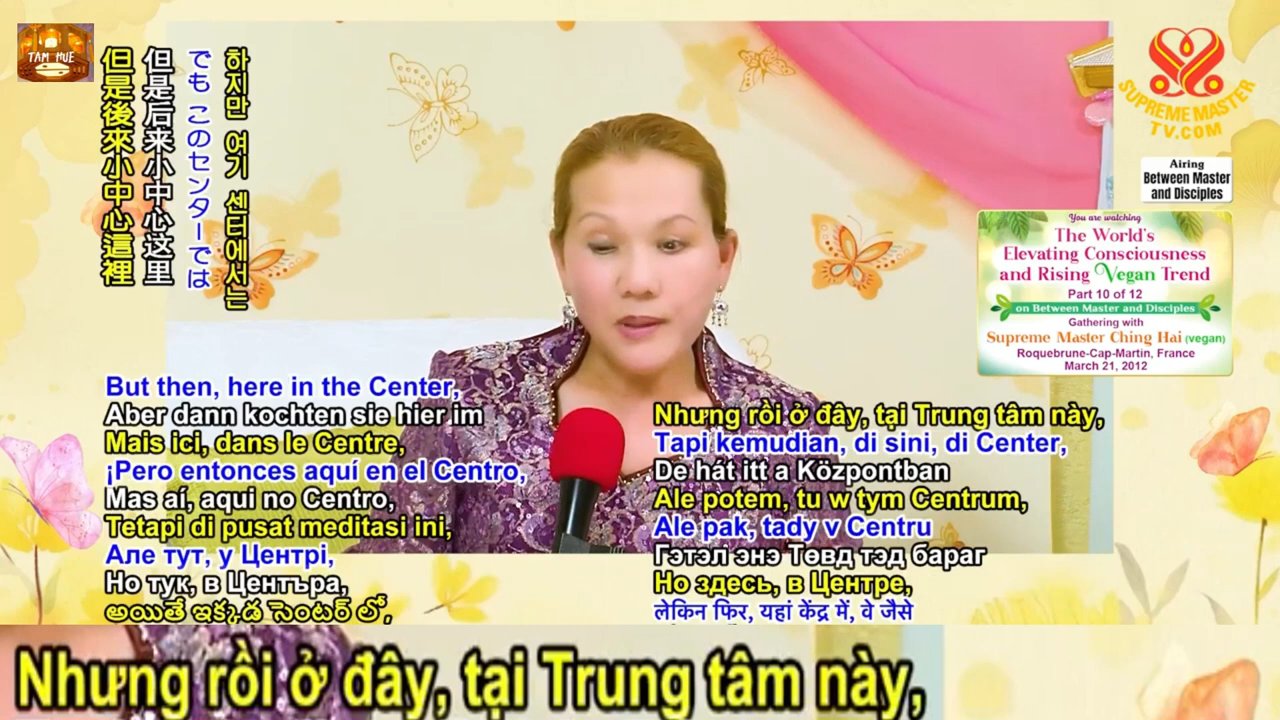 TAM HUE
但是後來小中心這裡
但是后来小中心这里
でも このセンターでは
하지만 여기 센터에서는
SUPREME MASTER
TV.COM
Airing
Between Master
and Disciples
You are watching
The World's
Elevating Consciousness
and Rising Vegan Trend
Part 10 of 12
on Between Master and Disciples
Gathering with
Supreme Master Ching Hai (vegan)
Roquebrune-Cap-Martin, France
March 21, 2012
But then, here in the Center,
Aber dann kochten sie hier im
Mais ici, dans le Centre,
¡Pero entonces aquí en el Centro,
Mas aí, aqui no Centro,
Tetapi di pusat meditasi ini,
Але тут, у Центрі,
Но тук, в Центъра,
అయితే ఇక్కడ సెంటర్ లో,
Nhưng rồi ở đây, tại Trung tâm này,
Tapi kemudian, di sini, di Center,
De hát itt a Központban
Ale potem, tu w tym Centrum,
Ale pak, tady v Centru
Гэтэл энэ Төвд тэд бараг
Но здесь, в Центре,
लेकिन फिर, यहां केंद्र में, वे जैसे
Nhưng rồi ở đây, tại Trung tâm này,